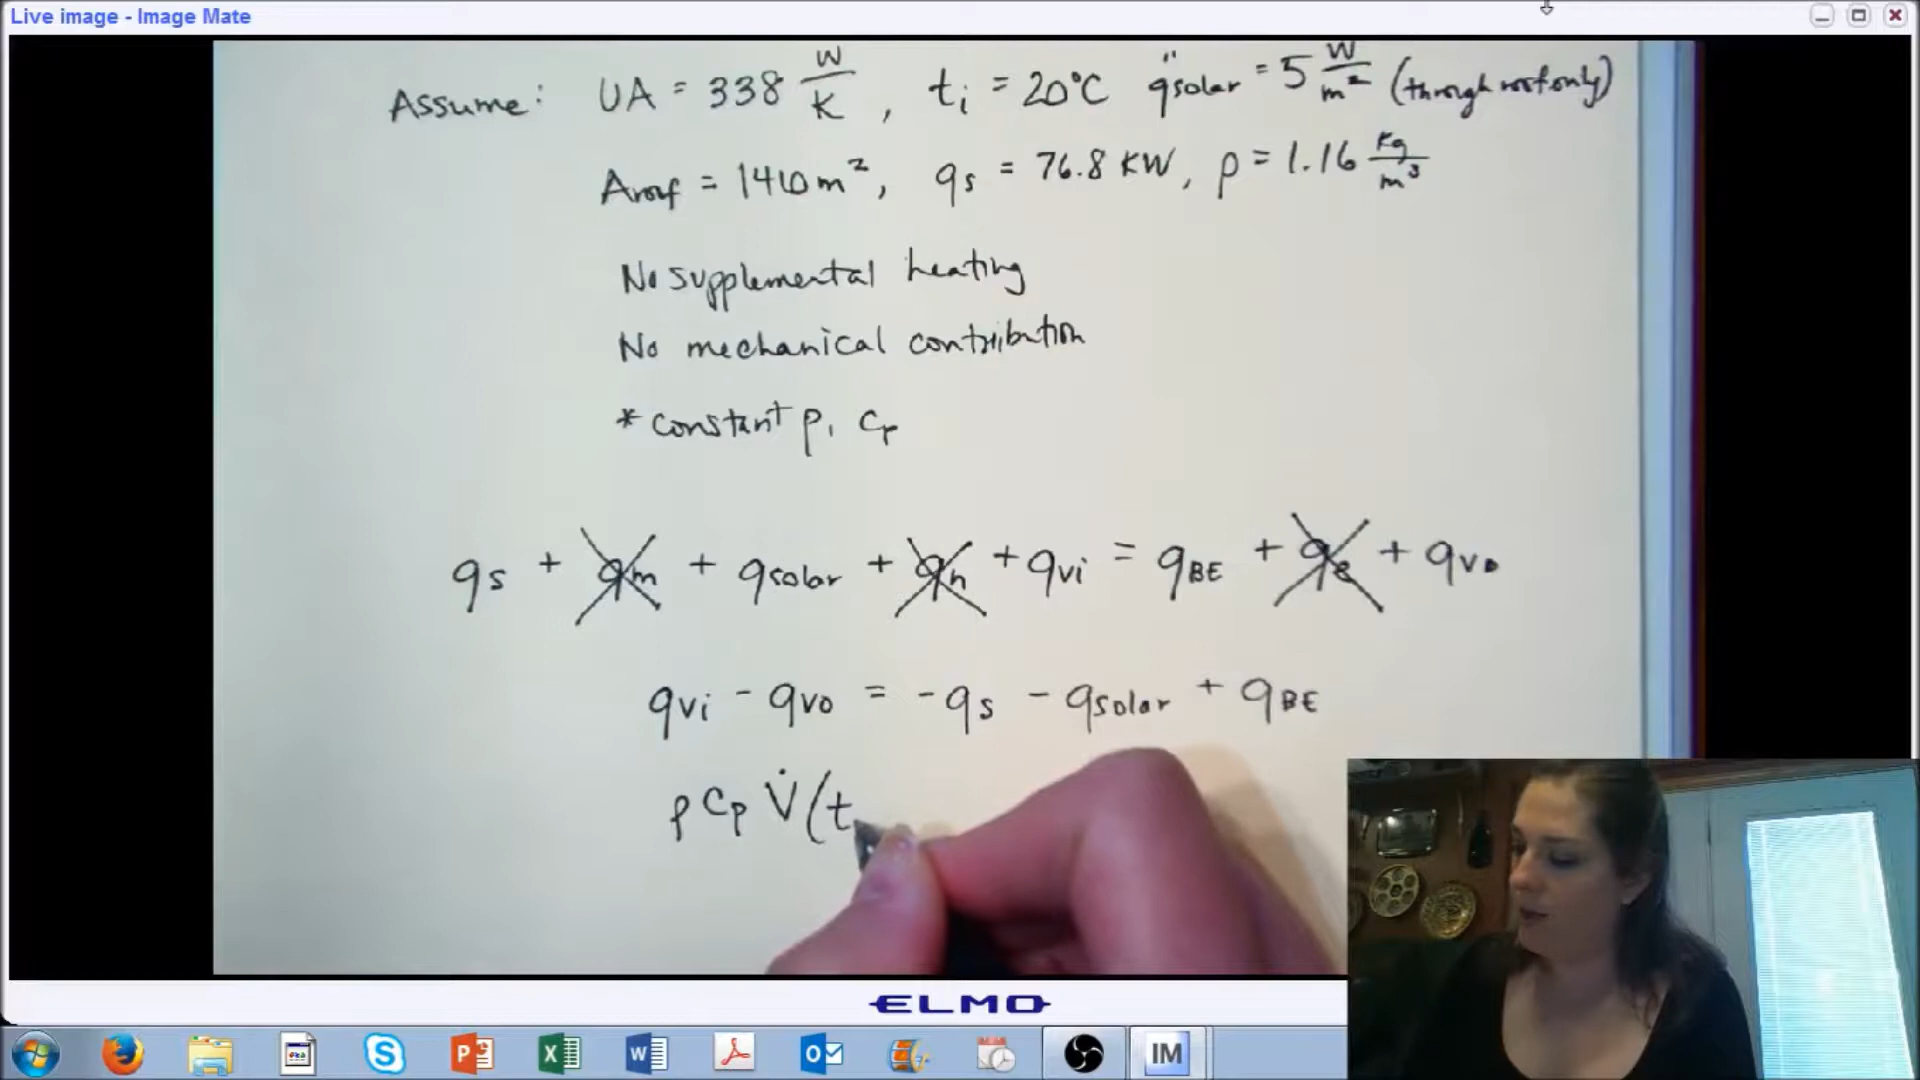 Live image - Image Mate
Assume: UA = 338 W/K, ti = 20°C q̇"solar = 5 W/m² (through roof only)
Aroof = 1410 m², qs = 76.8 KW, ρ = 1.16 Kg/m³
No supplemental heating
No mechanical contribution
* constant ρ, Cp
qs + qm + qsolar + qh + qvi = qBE + qe + qvo
qvi - qvo = - qs - qsolar + qBE
ρ Cp V̇ (t
ELMO
IM